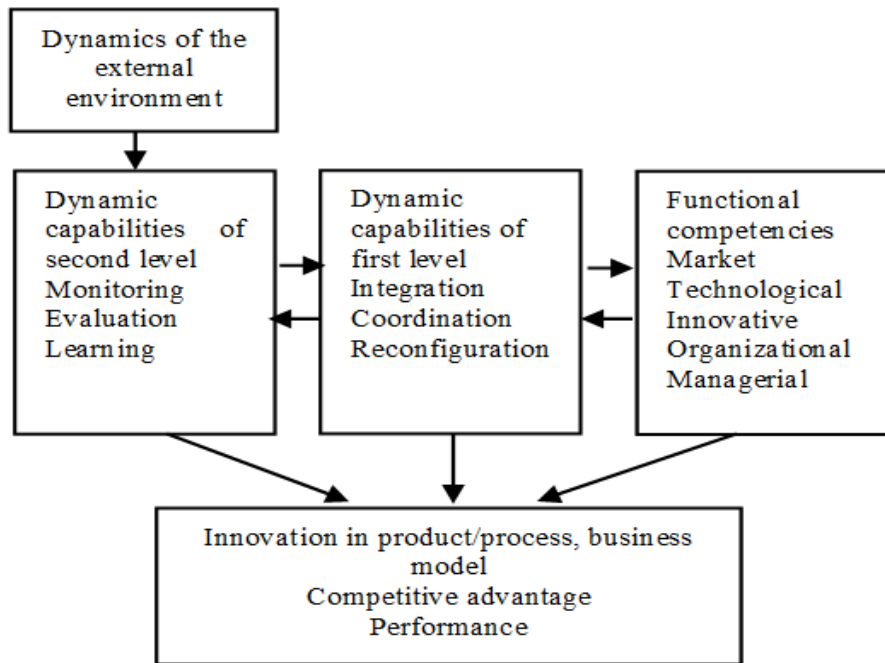 Dynamics of the
external
environment
Dynamic
capabilities of
second level
Monitoring
Evaluation
Learning
Dynamic
capabilities of
first level
Integration
Coordination
Reconfiguration
Functional
competencies
Market
Technological
Innovative
Organizational
Managerial
Innovation in product/process, business
model
Competitive advantage
Performance